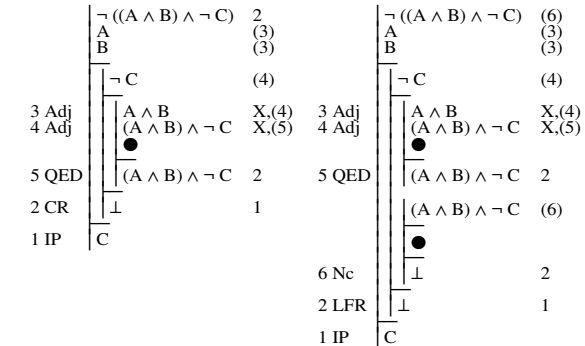 ¬ ((A ∧ B) ∧ ¬ C) 2
A (3)
B (3)
¬ C (4)
3 Adj A ∧ B X,(4)
4 Adj (A ∧ B) ∧ ¬ C X,(5)
●
5 QED (A ∧ B) ∧ ¬ C 2
2 CR ⊥ 1
1 IP C
¬ ((A ∧ B) ∧ ¬ C) (6)
A (3)
B (3)
¬ C (4)
3 Adj A ∧ B X,(4)
4 Adj (A ∧ B) ∧ ¬ C X,(5)
●
5 QED (A ∧ B) ∧ ¬ C 2
(A ∧ B) ∧ ¬ C (6)
●
6 Nc ⊥ 2
2 LFR ⊥ 1
1 IP C